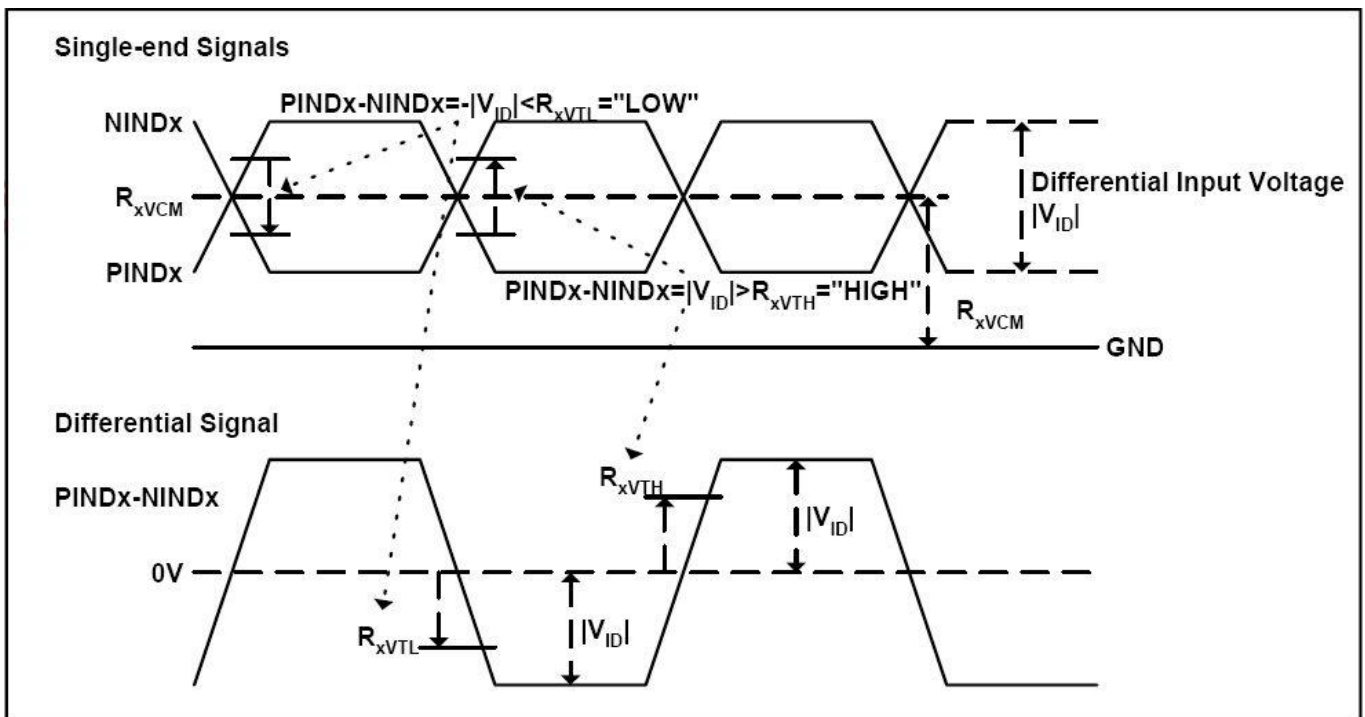 Single-end Signals
PINDx-NINDx=-|VID|<RxVTL="LOW"
NINDx
RxVCM
Differential Input Voltage
|VID|
PINDx
PINDx-NINDx=|VID|>RxVTH="HIGH"
RxVCM
GND
Differential Signal
RxVTH
PINDx-NINDx
|VID|
0V
RxVTL
|VID|